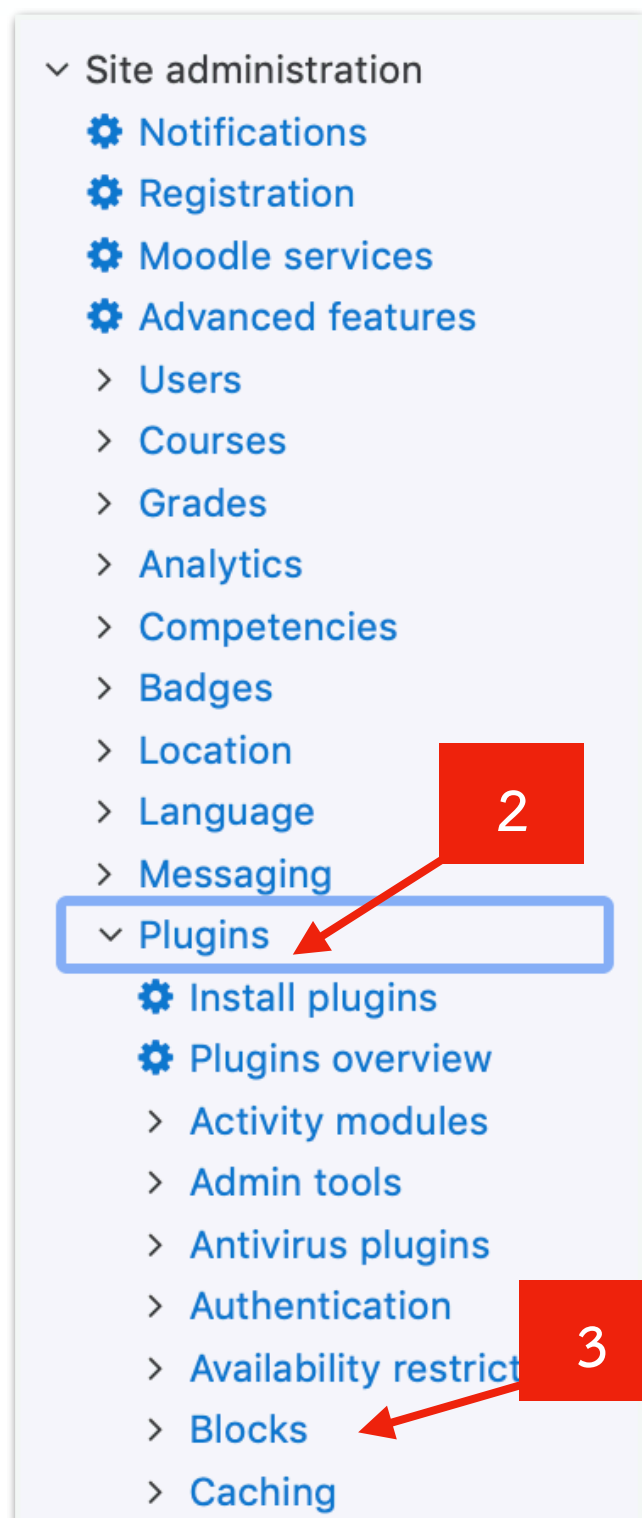 Site administration
Notifications
Registration
Moodle services
Advanced features
Users
Courses
Grades
Analytics
Competencies
Badges
Location
Language
2
Messaging
Plugins
Install plugins
Plugins overview
Activity modules
Admin tools
Antivirus plugins
Authentication
Availability restrict
3
Blocks
Caching